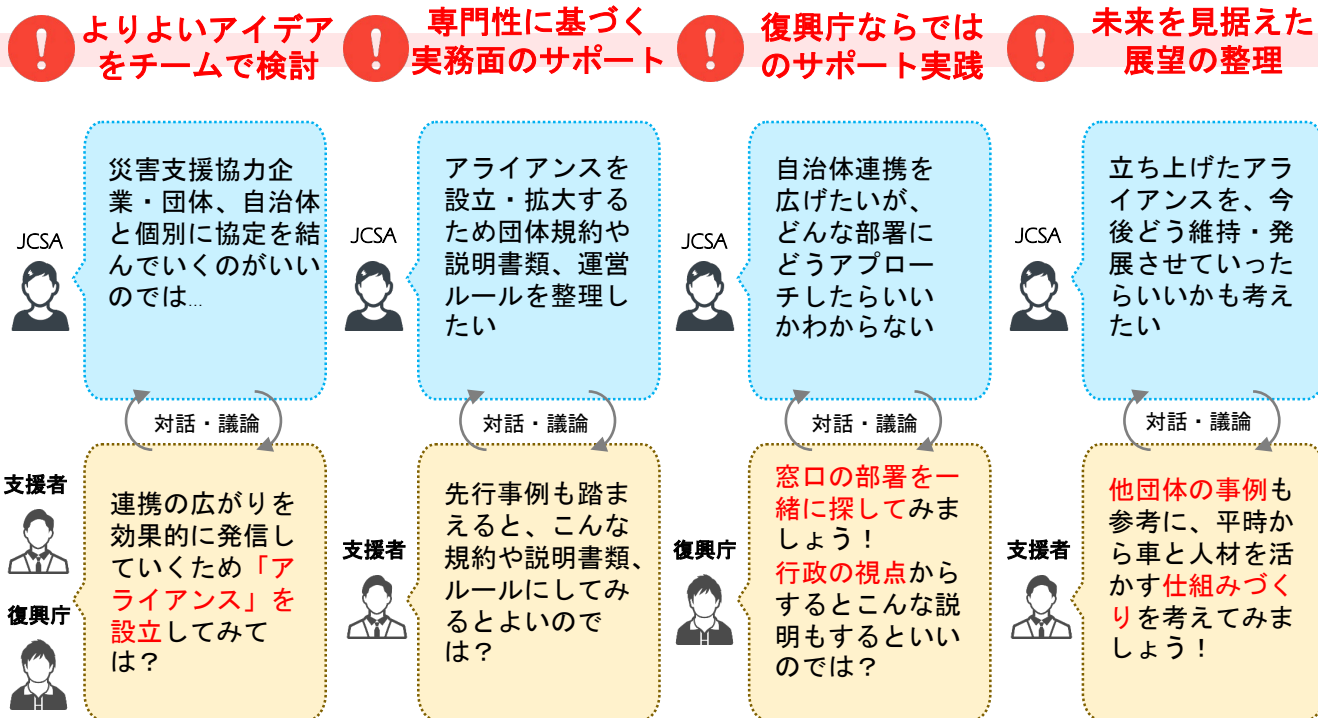 よりよいアイデア
をチームで検討
専門性に基づく
実務面のサポート
復興庁ならでは
のサポート実践
未来を見据えた
展望の整理
JCSA
災害支援協力企
業・団体、自治体
と個別に協定を結
んでいくのがいい
のでは…
JCSA
アライアンスを
設立・拡大する
ため団体規約や
説明書類、運営
ルールを整理し
たい
JCSA
自治体連携を
広げたいが、
どんな部署に
どうアプロー
チしたらいい
かわからない
JCSA
立ち上げたアラ
イアンスを、今
後どう維持・発
展させていった
らいいかも考え
たい
対話・議論
対話・議論
対話・議論
対話・議論
支援者
復興庁
連携の広がりを
効果的に発信し
ていくため「ア
ライアンス」を
設立してみて
は？
支援者
先行事例も踏ま
えると、こんな
規約や説明書類、
ルールにしてみ
るとよいので
は？
復興庁
窓口の部署を一
緒に探してみま
しょう！
行政の視点から
するとこんな説
明もするといい
のでは？
支援者
他団体の事例も
参考に、平時か
ら車と人材を活
かす仕組みづく
りを考えてみま
しょう！